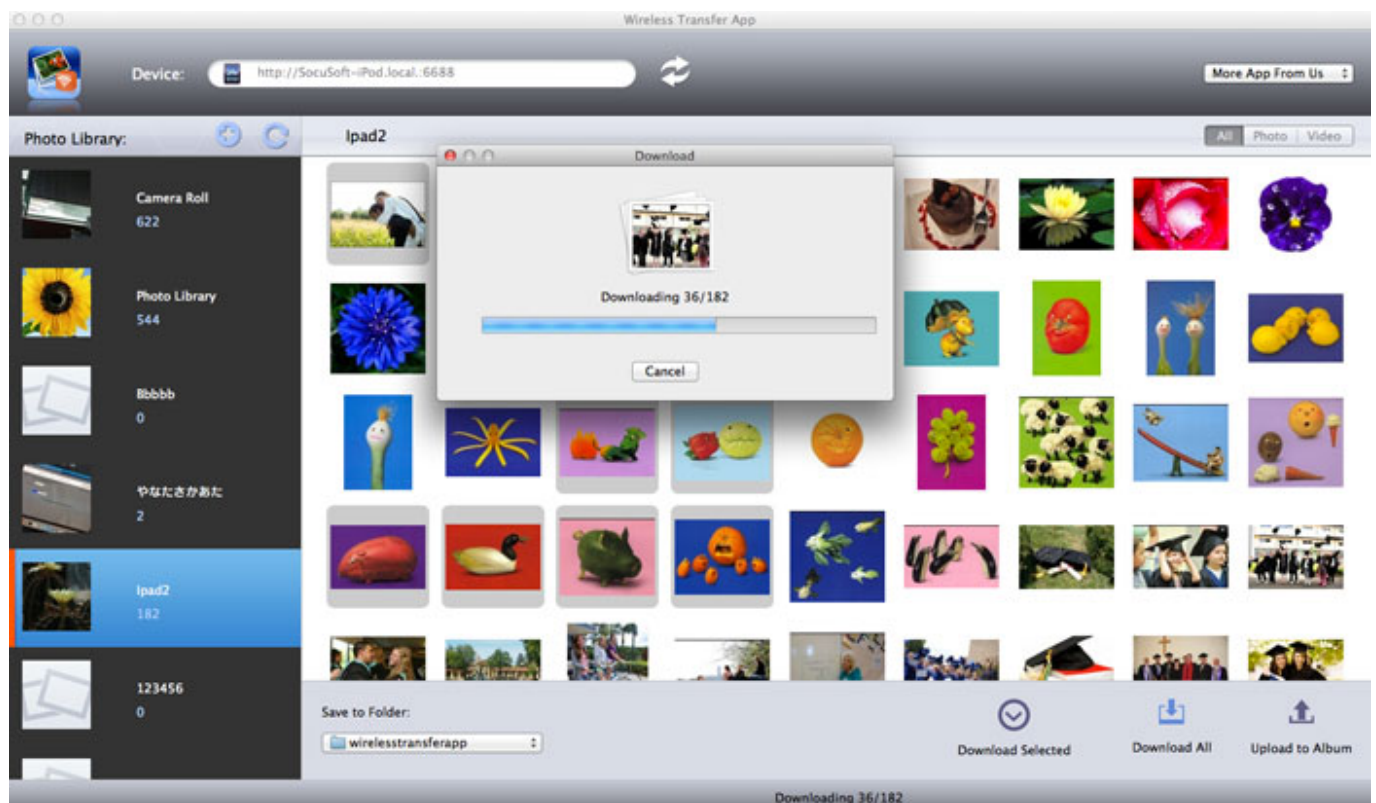 Wireless Transfer App
Device:
http://SocuSoft-iPod.local.:6688
More App From Us
Photo Library:
Ipad2
All
Photo
Video
Download
Downloading 36/182
Cancel
Camera Roll
622
Photo Library
544
Bbbbb
0
やなたさかあた
2
Ipad2
182
123456
0
Save to Folder:
wirelesstransferapp
Download Selected
Download All
Upload to Album
Downloading 36/182